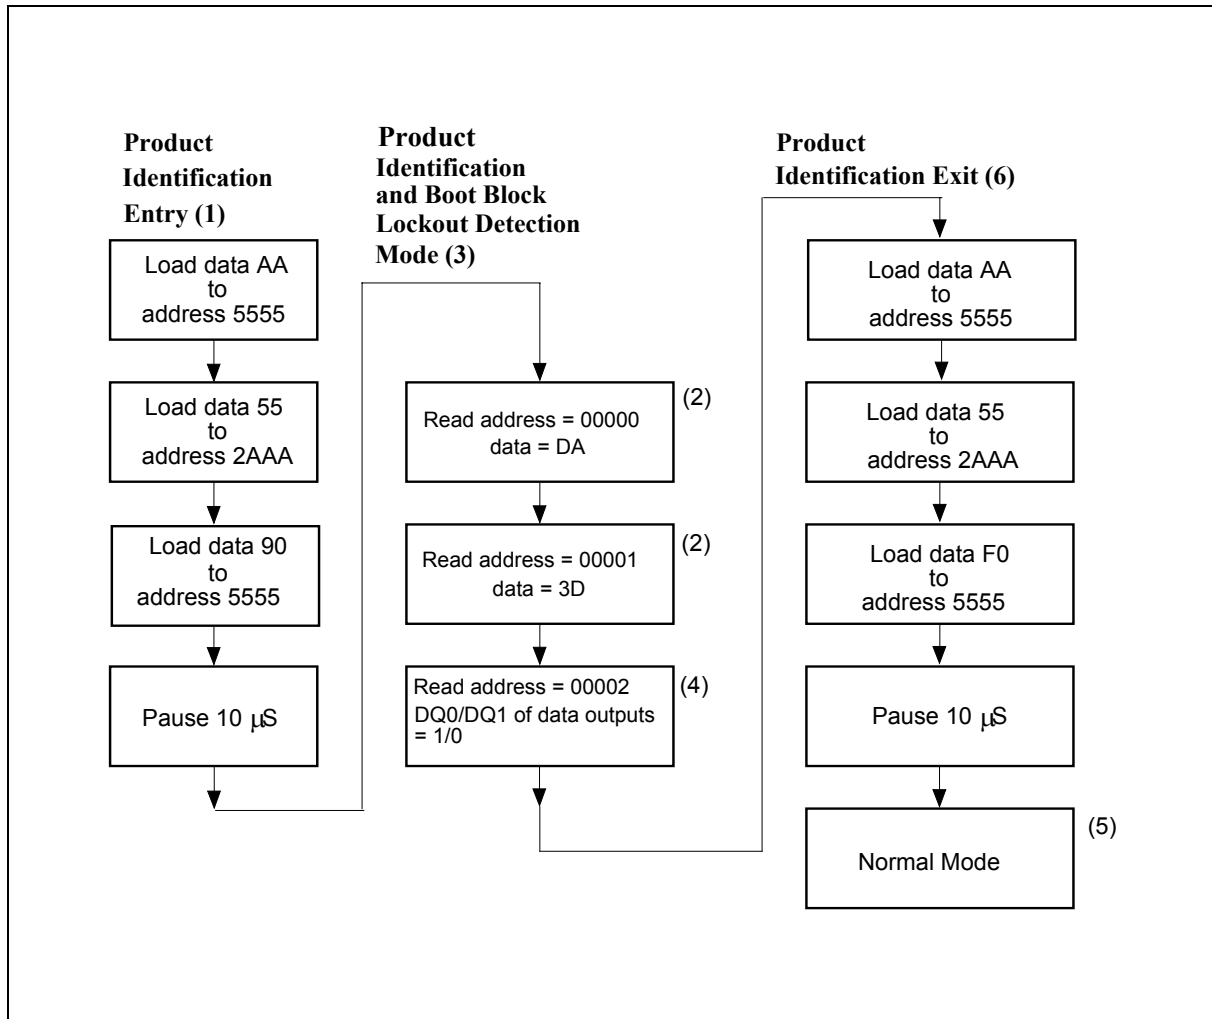 Product
Identification
Entry (1)
Load data AA
to
address 5555
Load data 55
to
address 2AAA
Load data 90
to
address 5555
Pause 10 μS
Product
Identification
and Boot Block
Lockout Detection
Mode (3)
Read address = 00000
data = DA
(2)
Read address = 00001
data = 3D
(2)
Read address = 00002
DQ0/DQ1 of data outputs
= 1/0
(4)
Product
Identification Exit (6)
Load data AA
to
address 5555
Load data 55
to
address 2AAA
Load data F0
to
address 5555
Pause 10 μS
Normal Mode
(5)